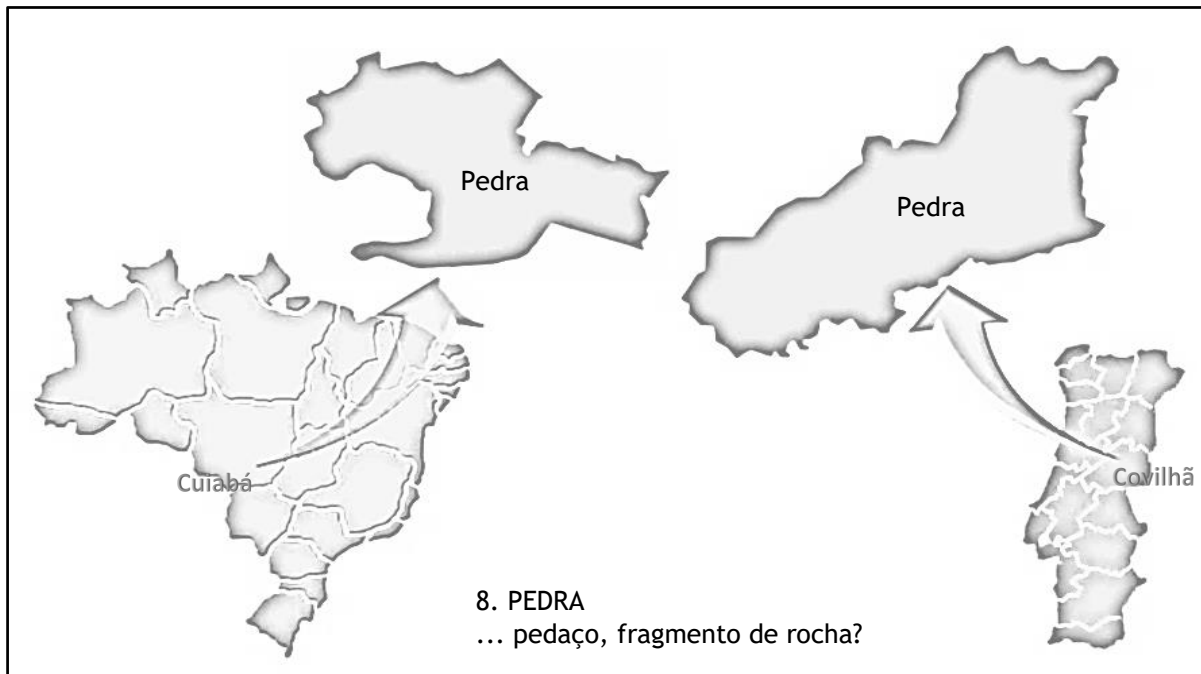 Pedra
Pedra
Cuiabá
Covilhã
8. PEDRA
... pedaço, fragmento de rocha?